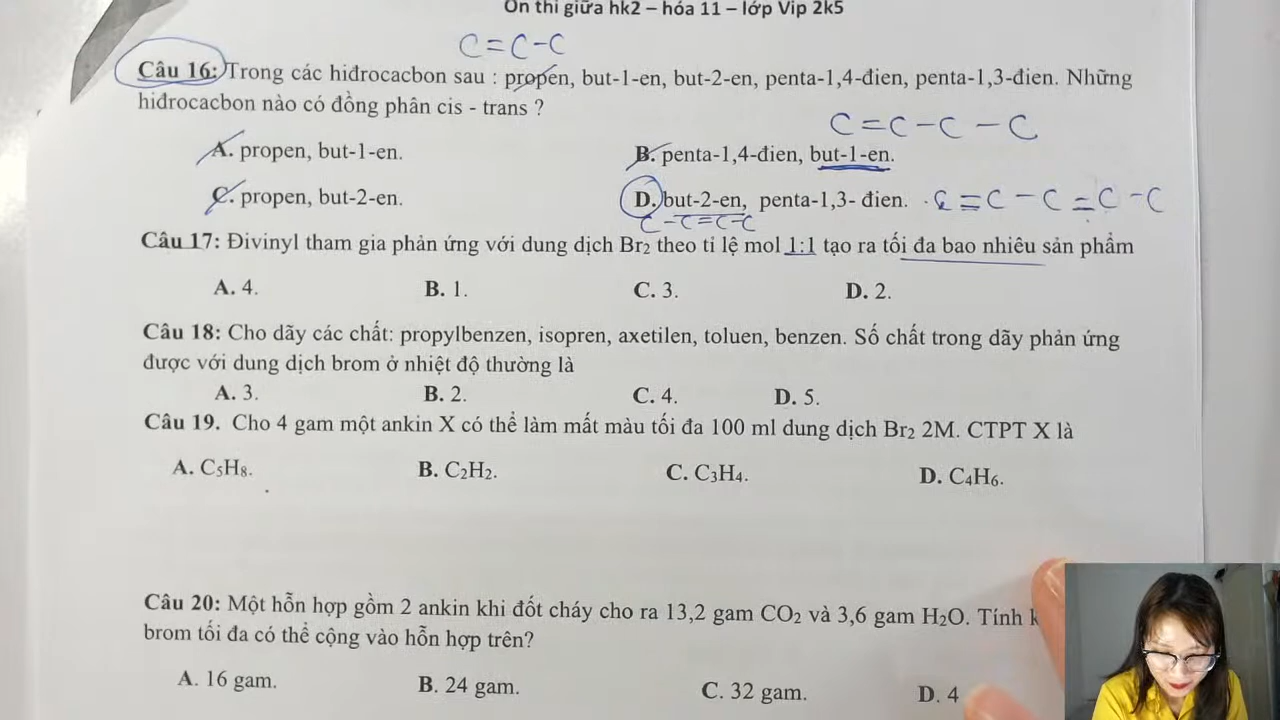 Ôn thi giữa hk2 – hóa 11 – lớp Vip 2k5
C=C-C
Câu 16: Trong các hiđrocacbon sau : propen, but-1-en, but-2-en, penta-1,4-đien, penta-1,3-đien. Những
hiđrocacbon nào có đồng phân cis - trans ?
C=C-C-C
A. propen, but-1-en. B. penta-1,4-đien, but-1-en.
C. propen, but-2-en. D. but-2-en, penta-1,3- đien. C=C-C=C-C
C-C=C-C
Câu 17: Đivinyl tham gia phản ứng với dung dịch Br₂ theo tỉ lệ mol 1:1 tạo ra tối đa bao nhiêu sản phẩm
A. 4. B. 1. C. 3. D. 2.
Câu 18: Cho dãy các chất: propylbenzen, isopren, axetilen, toluen, benzen. Số chất trong dãy phản ứng
được với dung dịch brom ở nhiệt độ thường là
A. 3. B. 2. C. 4. D. 5.
Câu 19. Cho 4 gam một ankin X có thể làm mất màu tối đa 100 ml dung dịch Br₂ 2M. CTPT X là
A. C₅H₈. B. C₂H₂. C. C₃H₄. D. C₄H₆.
Câu 20: Một hỗn hợp gồm 2 ankin khi đốt cháy cho ra 13,2 gam CO₂ và 3,6 gam H₂O. Tính
brom tối đa có thể cộng vào hỗn hợp trên?
A. 16 gam. B. 24 gam. C. 32 gam. D. 4